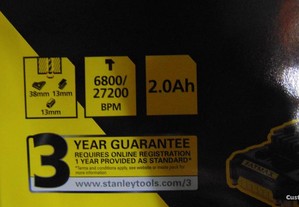 38mm 13mm
13mm
6800/
27200
BPM
2.0Ah
3 YEAR GUARANTEE
REQUIRES ONLINE REGISTRATION
1 YEAR PROVIDED AS STANDARD*
www.stanleytools.com/3